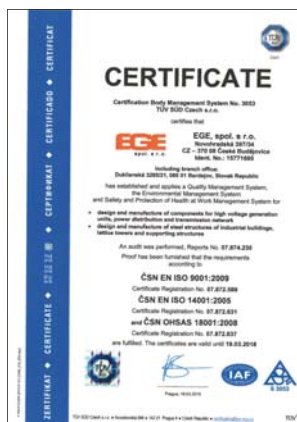 CERTIFICATE
Certification Body Management System No. 3053
TÜV SÜD Czech s.r.o.
certifies that
EGE
spol. s r.o.
EGE, spol. s r.o.
Novohradská 397/34
CZ – 370 08 České Budějovice
Ident. No.: 15771695
Including branch office:
Duklianská 3285/21, 085 01 Bardejov, Slovak Republic
has established and applies a Quality Management System,
the Environmental Management System
and Safety and Protection of Health at Work Management System for
• design and manufacture of components for high voltage generation
units, power distribution and transmission network
• design and manufacture of steel structures of industrial buildings,
lattice towers and supporting structures
An audit was performed, Reports No. 07.874.230
Proof has been furnished that the requirements
according to
ČSN EN ISO 9001:2009
Certificate Registration No. 07.872.599
ČSN EN ISO 14001:2005
Certificate Registration No. 07.872.631
and ČSN OHSAS 18001:2008
Certificate Registration No. 07.872.637
are fulfilled. The certificates are valid until 19.03.2018
IAF
TÜV
ZERTIFIKAT ◆ CERTIFICATE ◆ ◆ СЕРТИФИКАТ ◆ CERTIFICADO ◆ CERTIFICAT